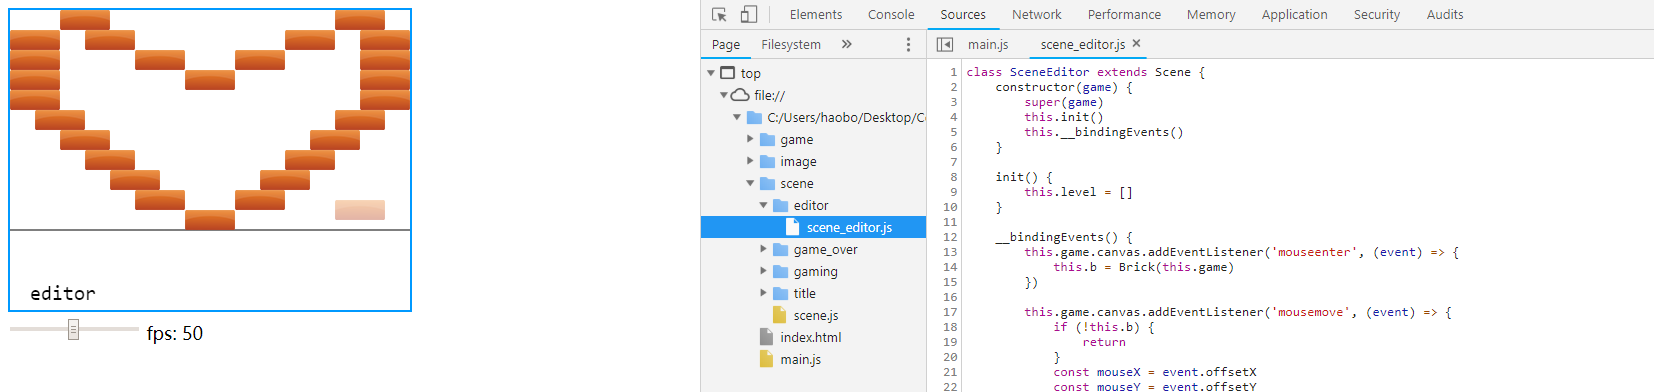 editor
fps: 50
Elements Console Sources Network Performance Memory Application Security Audits
Page Filesystem »
main.js scene_editor.js ×
top
file://
C:/Users/haobo/Desktop/C
game
image
scene
editor
scene_editor.js
game_over
gaming
title
scene.js
index.html
main.js
1 class SceneEditor extends Scene {
2 constructor(game) {
3 super(game)
4 this.init()
5 this.__bindingEvents()
6 }
7
8 init() {
9 this.level = []
10 }
11
12 __bindingEvents() {
13 this.game.canvas.addEventListener('mouseenter', (event) => {
14 this.b = Brick(this.game)
15 })
16
17 this.game.canvas.addEventListener('mousemove', (event) => {
18 if (!this.b) {
19 return
20 }
21 const mouseX = event.offsetX
22 const mouseY = event.offsetY